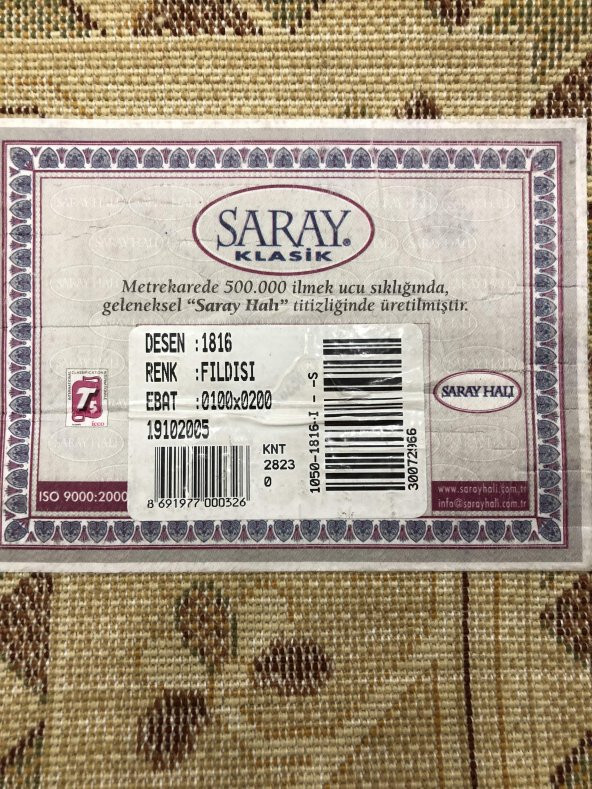 SARAY®
KLASİK
Metrekarede 500.000 ilmek ucu sıklığında,
geleneksel “Saray Halı” titizliğinde üretilmiştir.
DESEN :1816
RENK :FILDISI
EBAT :0100x0200
19102005
KNT
2823
0
8 691977 000326
1050-1816-I - -S
30072966
SARAY HALI
ISO 9000:2000
www.sarayhali.com.tr
info@sarayhali.com.tr